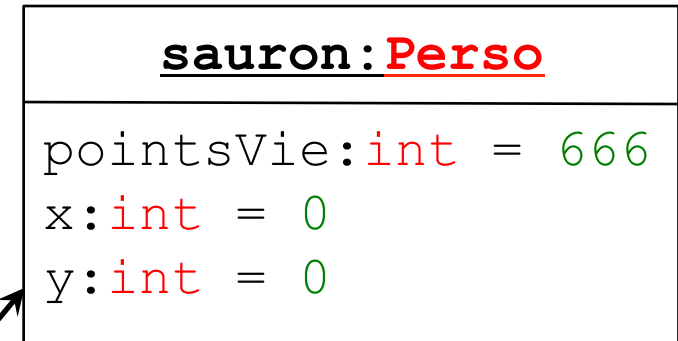 sauron:Perso
pointsVie:int = 666
x:int = 0
y:int = 0